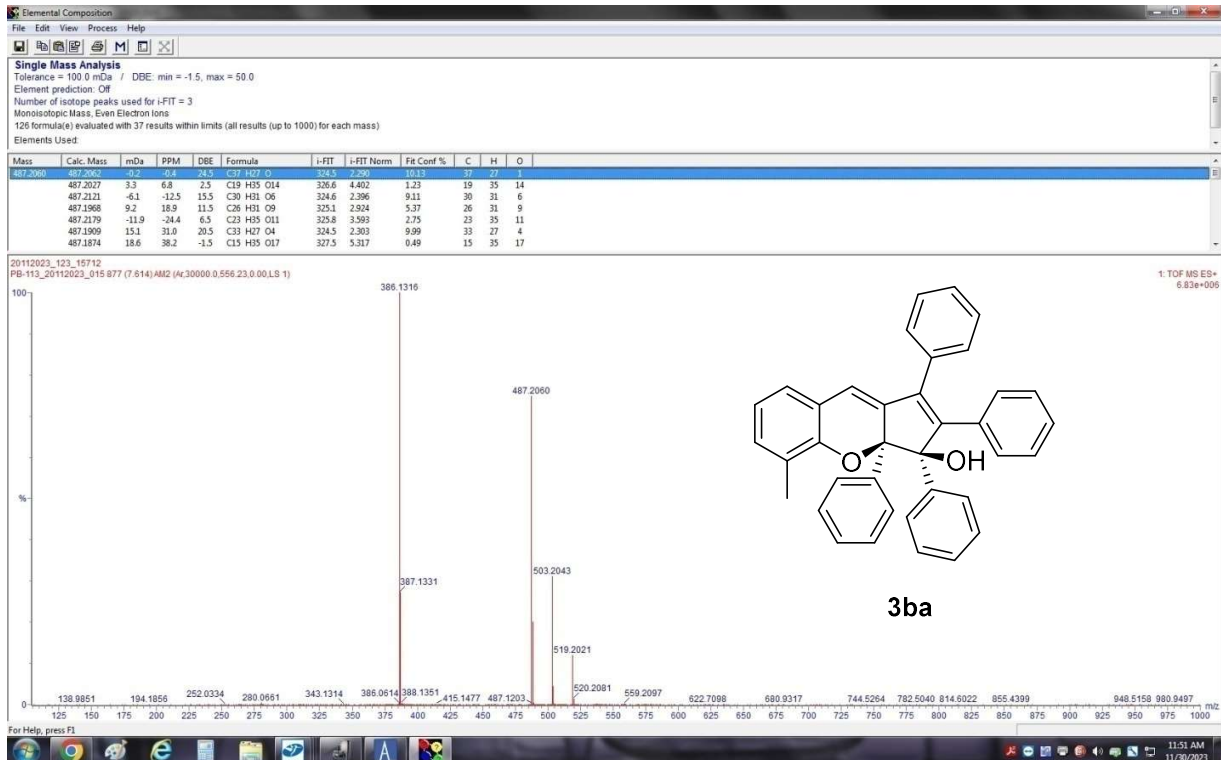 Elemental Composition
File Edit View Process Help
Single Mass Analysis
Tolerance = 100.0 mDa / DBE: min = -1.5, max = 50.0
Element prediction: Off
Number of isotope peaks used for i-FIT = 3
Monoisotopic Mass, Even Electron Ions
126 formula(e) evaluated with 37 results within limits (all results (up to 1000) for each mass)
Elements Used:
Mass Calc. Mass mDa PPM DBE Formula i-FIT i-FIT Norm Fit Conf % C H O
487.2060 487.2062 -0.2 -0.4 24.5 C37 H27 O 324.5 2.290 10.13 37 27 1
487.2027 3.3 6.8 2.5 C19 H35 O14 326.6 4.402 1.23 19 35 14
487.2121 -6.1 -12.5 15.5 C30 H31 O6 324.6 2.396 9.11 30 31 6
487.1968 9.2 18.9 11.5 C26 H31 O9 325.1 2.924 5.37 26 31 9
487.2179 -11.9 -24.4 6.5 C23 H35 O11 325.8 3.593 2.75 23 35 11
487.1909 15.1 31.0 20.5 C33 H27 O4 324.5 2.303 9.99 33 27 4
487.1874 18.6 38.2 -1.5 C15 H35 O17 327.5 5.317 0.49 15 35 17
20112023_123_15712
PB-113_20112023_015 877 (7.614) AM2 (Ar,30000.0,556.23,0.00,LS 1)
1: TOF MS ES+
6.83e+006
100
386.1316
487.2060
%
O OH
503.2043
387.1331
3ba
519.2021
138.9851 194.1856 252.0334 280.0661 343.1314 386.0614 388.1351 415.1477 487.1203 520.2081 559.2097 622.7098 680.9317 744.5264 782.5040 814.6022 855.4399 948.5158 980.9497
0
m/z
125 150 175 200 225 250 275 300 325 350 375 400 425 450 475 500 525 550 575 600 625 650 675 700 725 750 775 800 825 850 875 900 925 950 975 1000
For Help, press F1
11:51 AM
11/30/2023